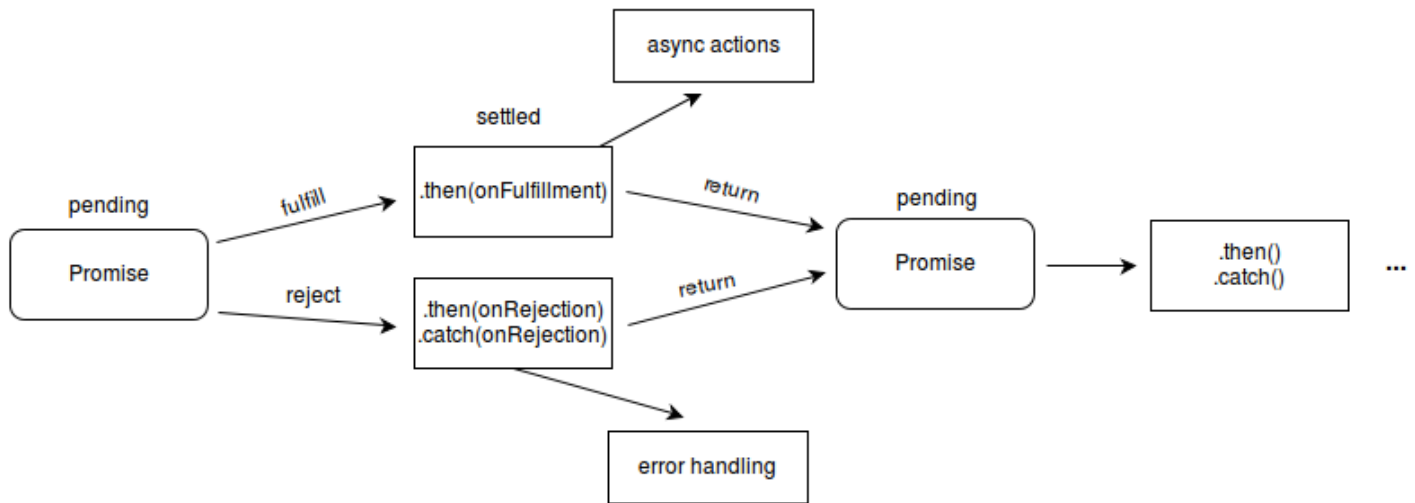 async actions
settled
.then(onFulfillment)
return
pending
fulfill
pending
Promise
Promise
.then()
.catch()
...
reject
.then(onRejection)
.catch(onRejection)
return
error handling